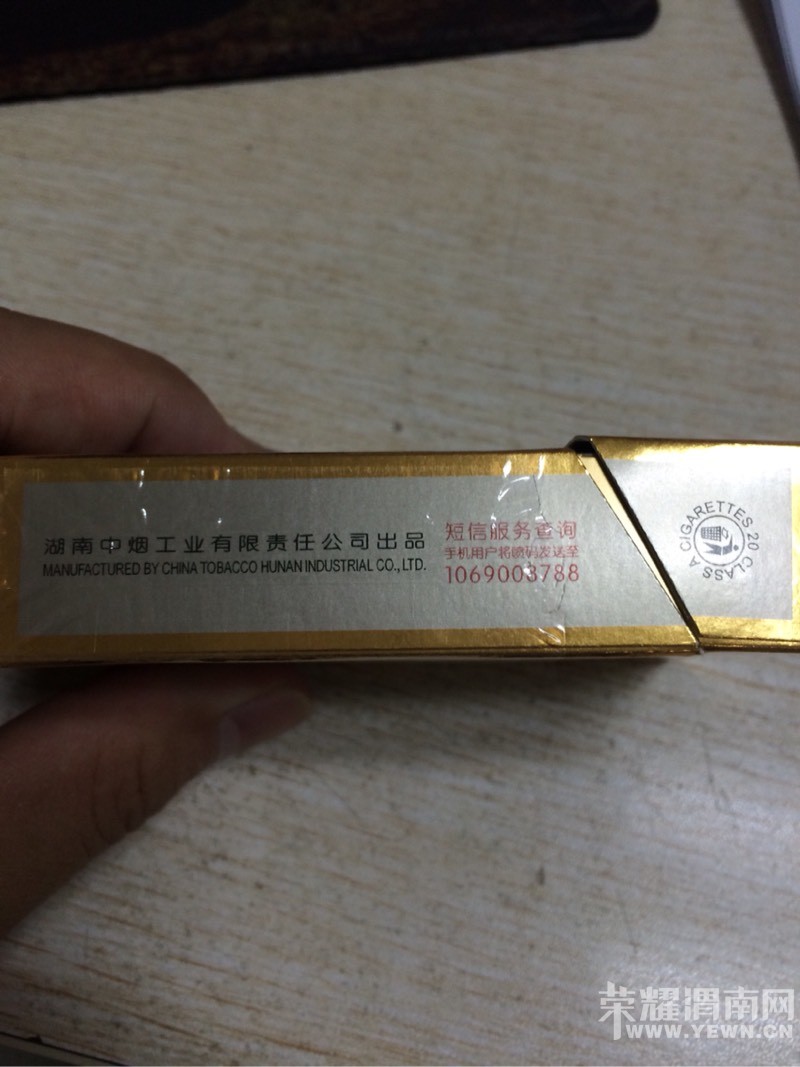 湖南中烟工业有限责任公司出品
MANUFACTURED BY CHINA TOBACCO HUNAN INDUSTRIAL CO., LTD.
短信服务查询
手机用户将喷码发送至
1069003788
20 CLASS A CIGARETTES
荣耀渭南网
WWW.YEWN.CN